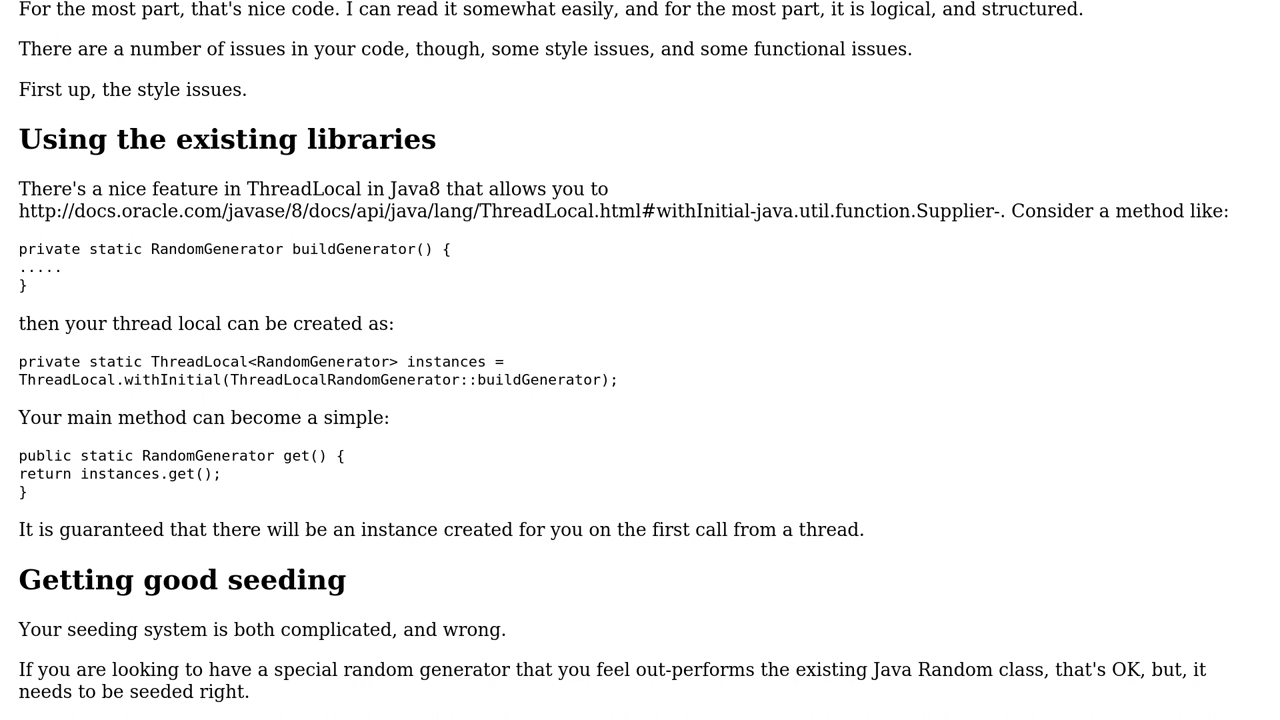 For the most part, that's nice code. I can read it somewhat easily, and for the most part, it is logical, and structured.
There are a number of issues in your code, though, some style issues, and some functional issues.
First up, the style issues.
Using the existing libraries
There's a nice feature in ThreadLocal in Java8 that allows you to
http://docs.oracle.com/javase/8/docs/api/java/lang/ThreadLocal.html#withInitial-java.util.function.Supplier-. Consider a method like:
private static RandomGenerator buildGenerator() {
.....
}
then your thread local can be created as:
private static ThreadLocal<RandomGenerator> instances =
ThreadLocal.withInitial(ThreadLocalRandomGenerator::buildGenerator);
Your main method can become a simple:
public static RandomGenerator get() {
return instances.get();
}
It is guaranteed that there will be an instance created for you on the first call from a thread.
Getting good seeding
Your seeding system is both complicated, and wrong.
If you are looking to have a special random generator that you feel out-performs the existing Java Random class, that's OK, but, it
needs to be seeded right.